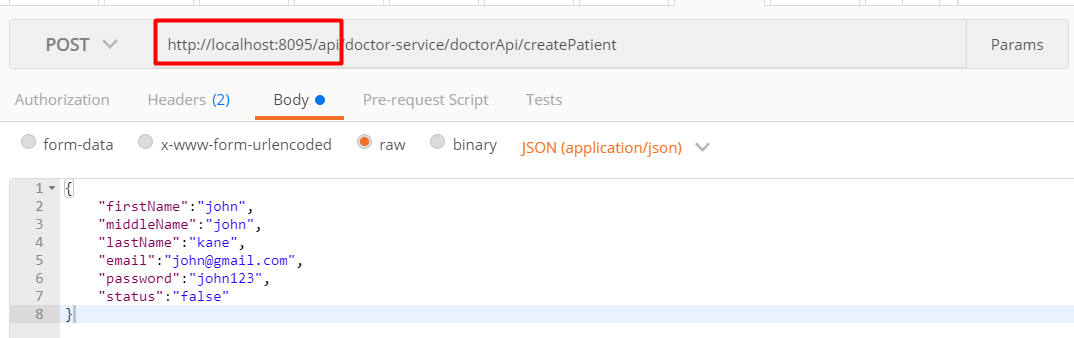 POST http://localhost:8095/api/doctor-service/doctorApi/createPatient Params
Authorization Headers (2) Body Pre-request Script Tests
form-data x-www-form-urlencoded raw binary JSON (application/json)
1 {
2 "firstName":"john",
3 "middleName":"john",
4 "lastName":"kane",
5 "email":"john@gmail.com",
6 "password":"john123",
7 "status":"false"
8 }